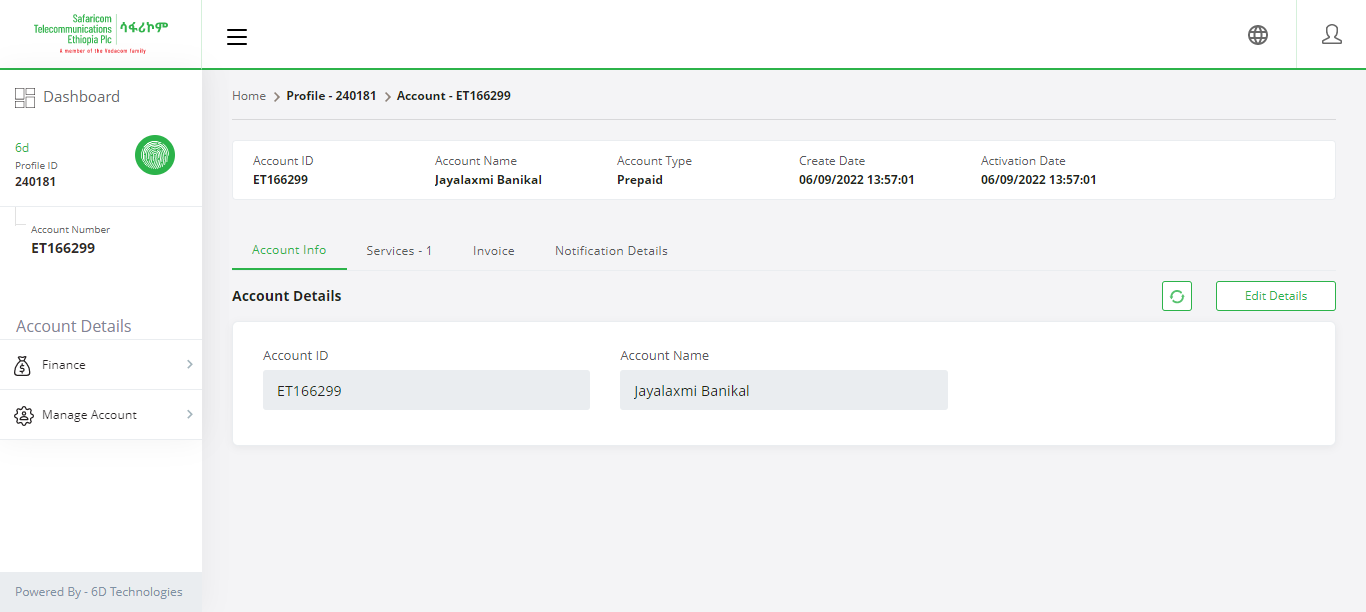 Safaricom
Telecommunications
Ethiopia Plc
ሳፋሪኮም
A member of the Vodacom family
Dashboard
6d
Profile ID
240181
Account Number
ET166299
Account Details
Finance
Manage Account
Powered By - 6D Technologies
Home > Profile - 240181 > Account - ET166299
Account ID Account Name Account Type Create Date Activation Date
ET166299 Jayalaxmi Banikal Prepaid 06/09/2022 13:57:01 06/09/2022 13:57:01
Account Info Services - 1 Invoice Notification Details
Account Details Edit Details
Account ID Account Name
ET166299 Jayalaxmi Banikal